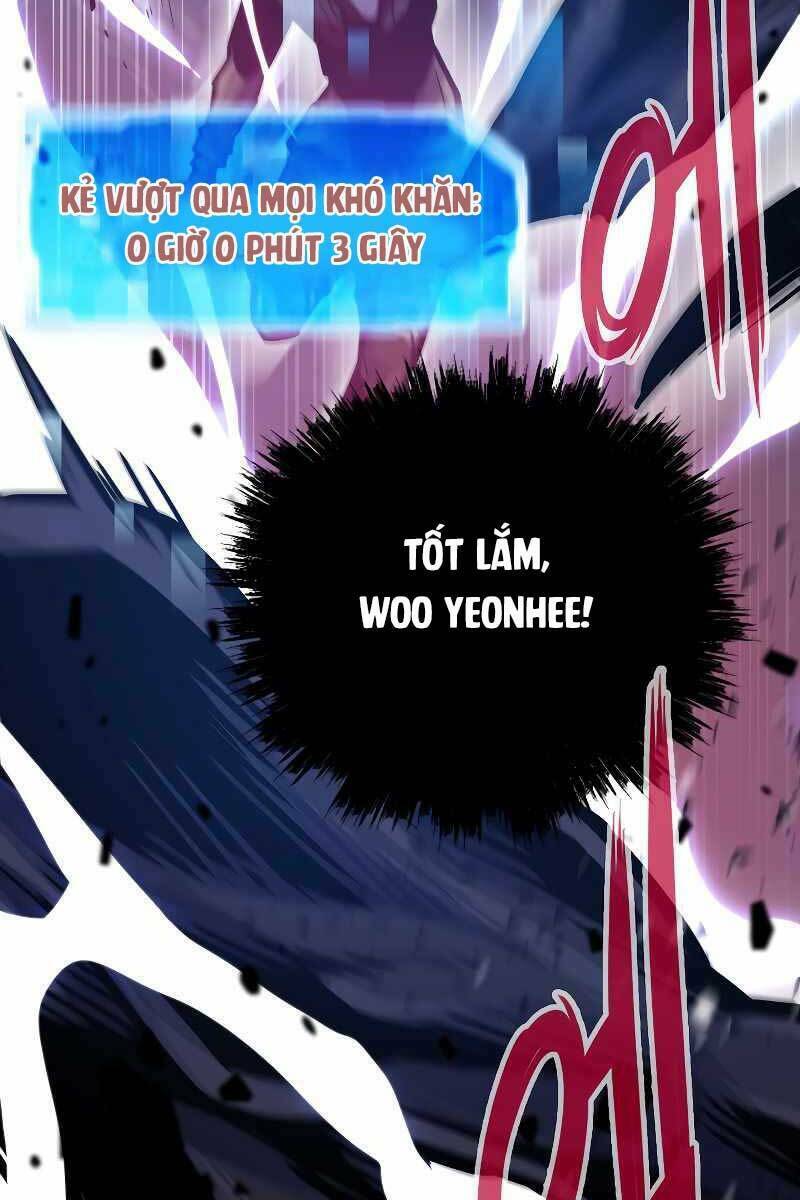 KẺ VƯỢT QUA MỌI KHÓ KHĂN:
0 GIỜ 0 PHÚT 3 GIÂY
TỐT LẮM,
WOO YEONHEE!